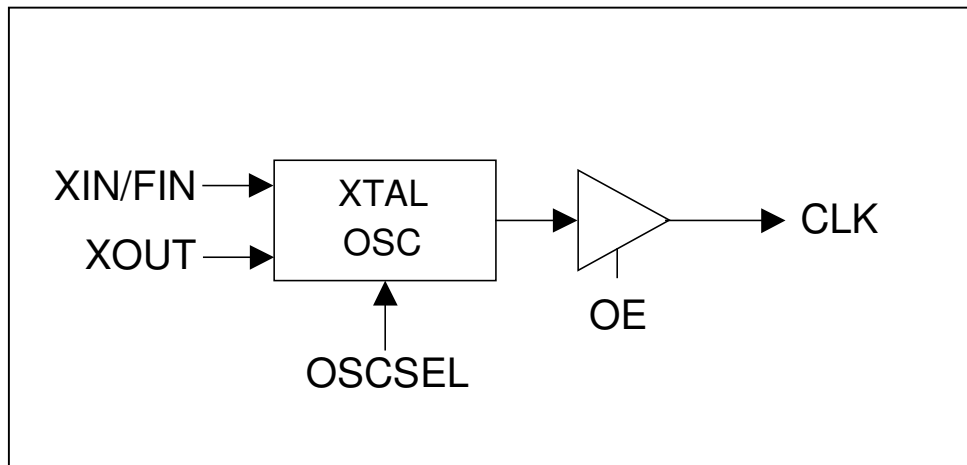 XIN/FIN
XOUT
XTAL
OSC
OSCSEL
OE
CLK